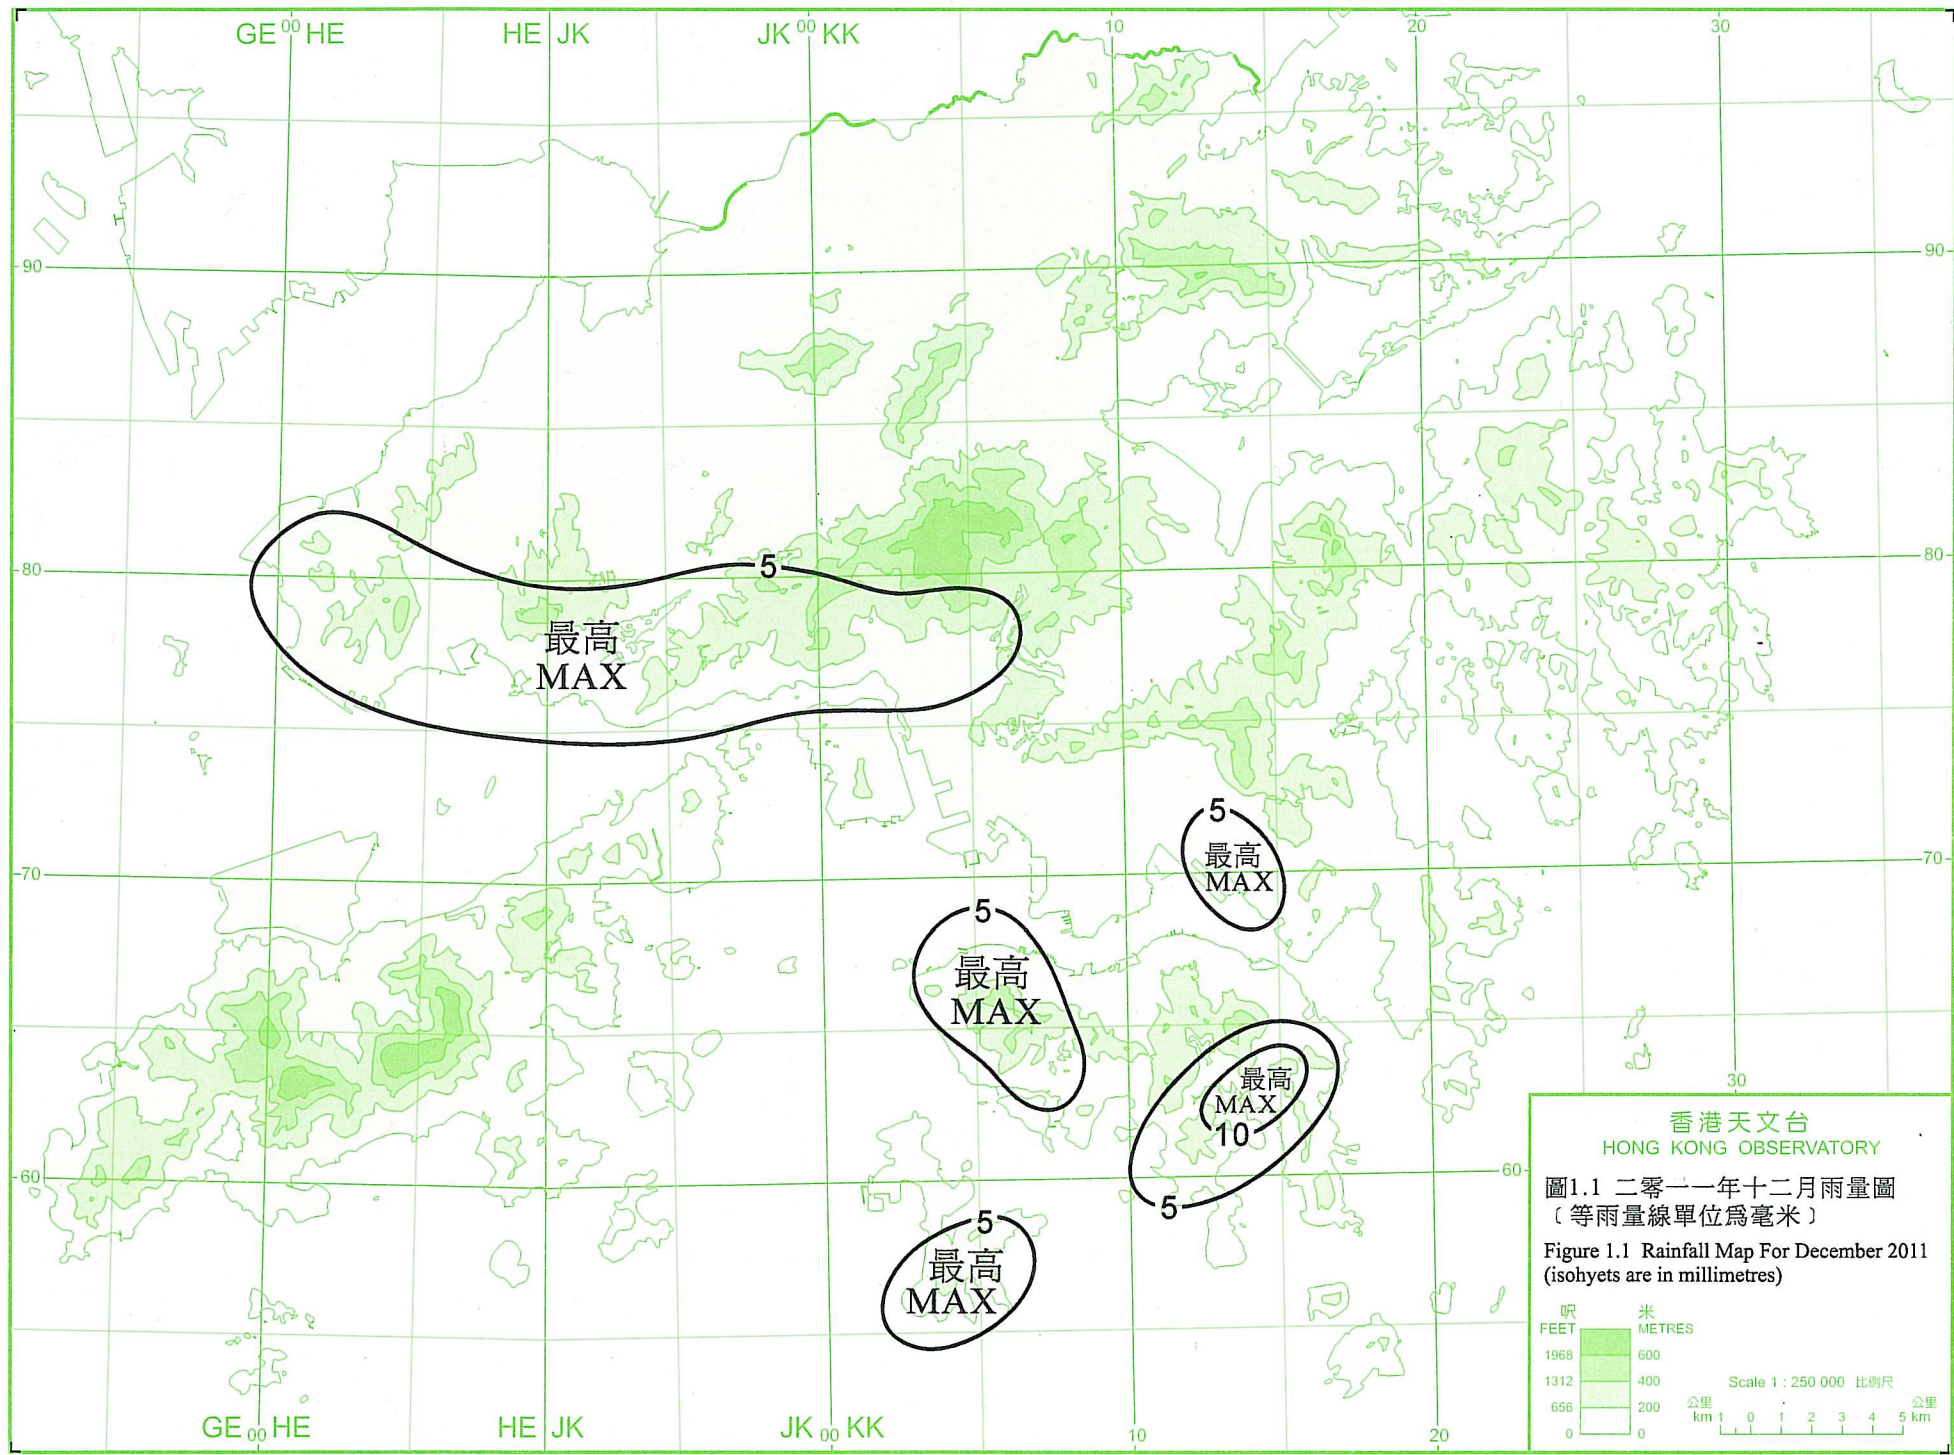 GE 00 HE
HE JK
JK 00 KK
10
20
30
90
90
80
5
80
最高
MAX
5
最高
MAX
70
70
5
最高
MAX
最高
MAX
10
30
60
60
5
5
最高
MAX
香港天文台
HONG KONG OBSERVATORY
圖1.1 二零一一年十二月雨量圖
﹝等雨量線單位爲毫米﹞
Figure 1.1 Rainfall Map For December 2011
(isohyets are in millimetres)
呎 米
FEET METRES
1968 600
1312 400
656 200
0 0
Scale 1 : 250 000 比例尺
公里 公里
km 1 0 1 2 3 4 5 km
GE 00 HE
HE JK
JK 00 KK
10
20